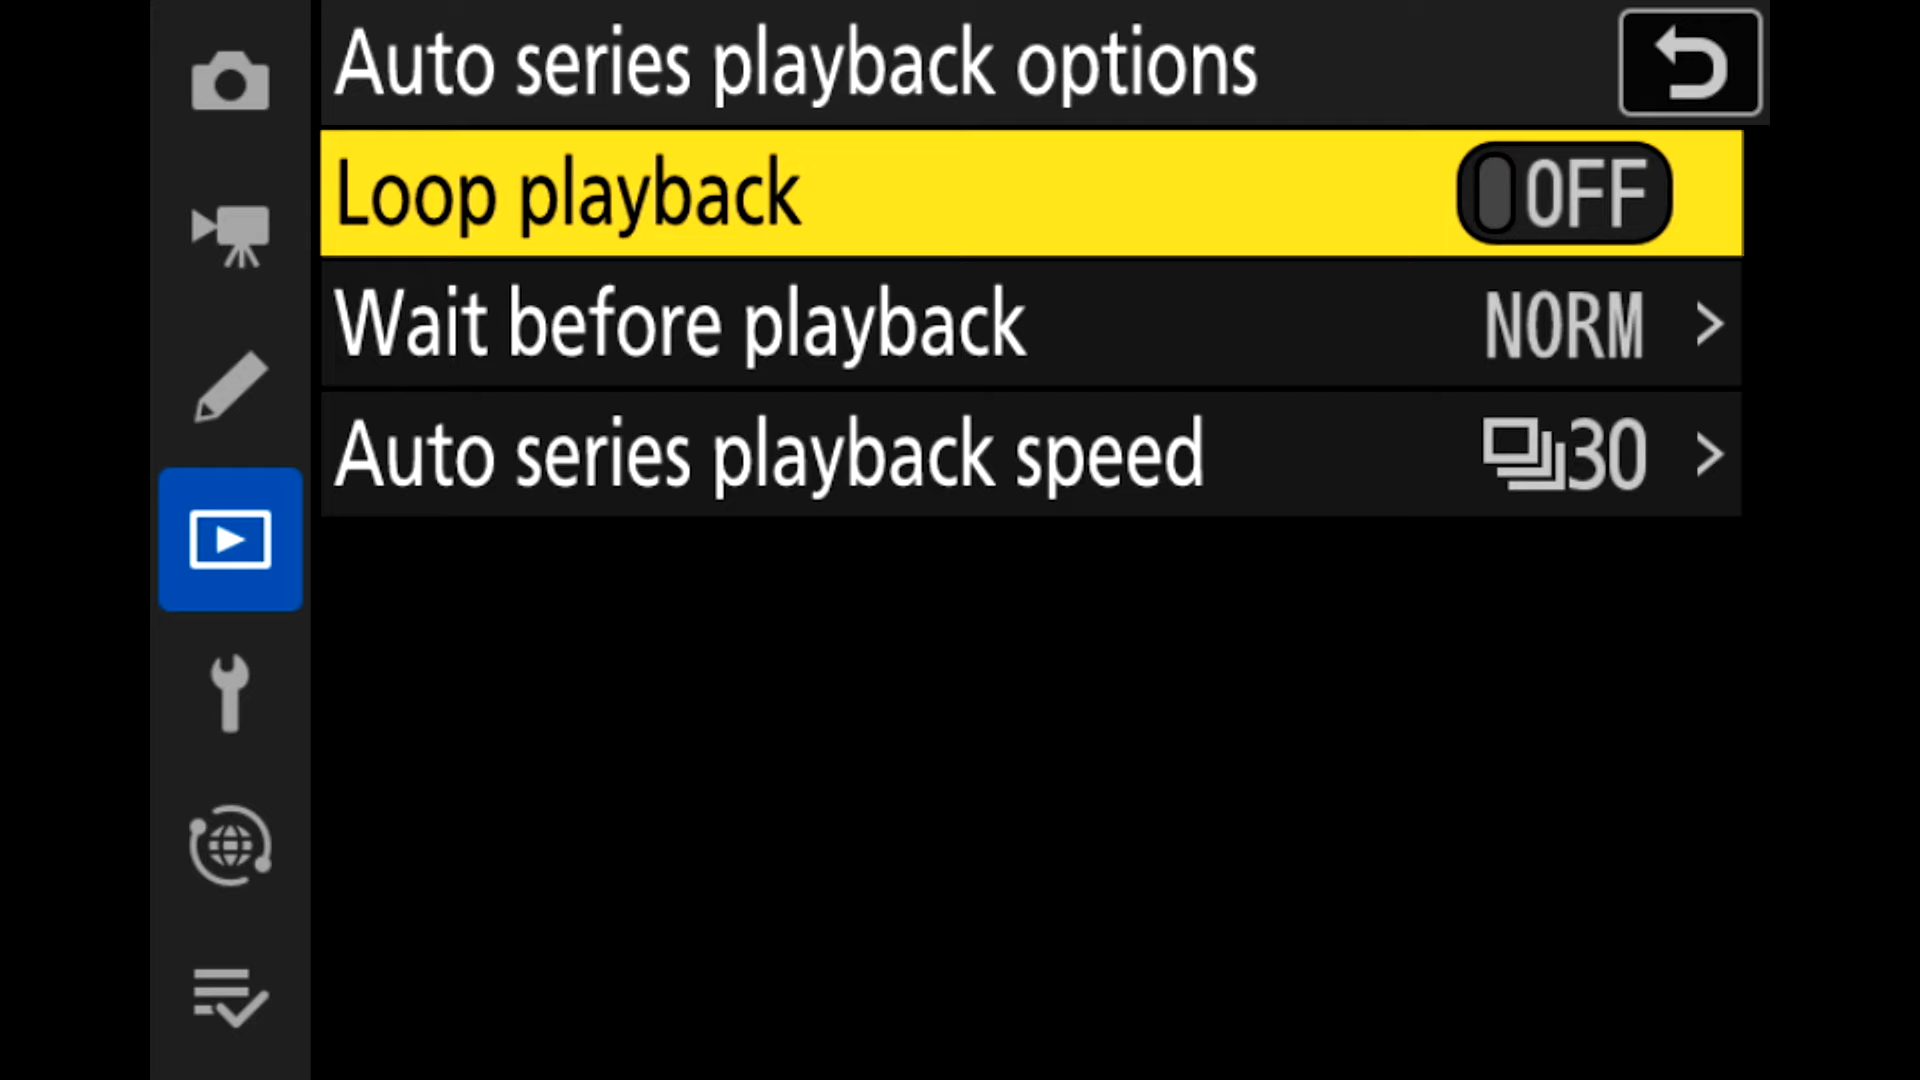 Auto series playback options
Loop playback OFF
Wait before playback NORM
Auto series playback speed 30